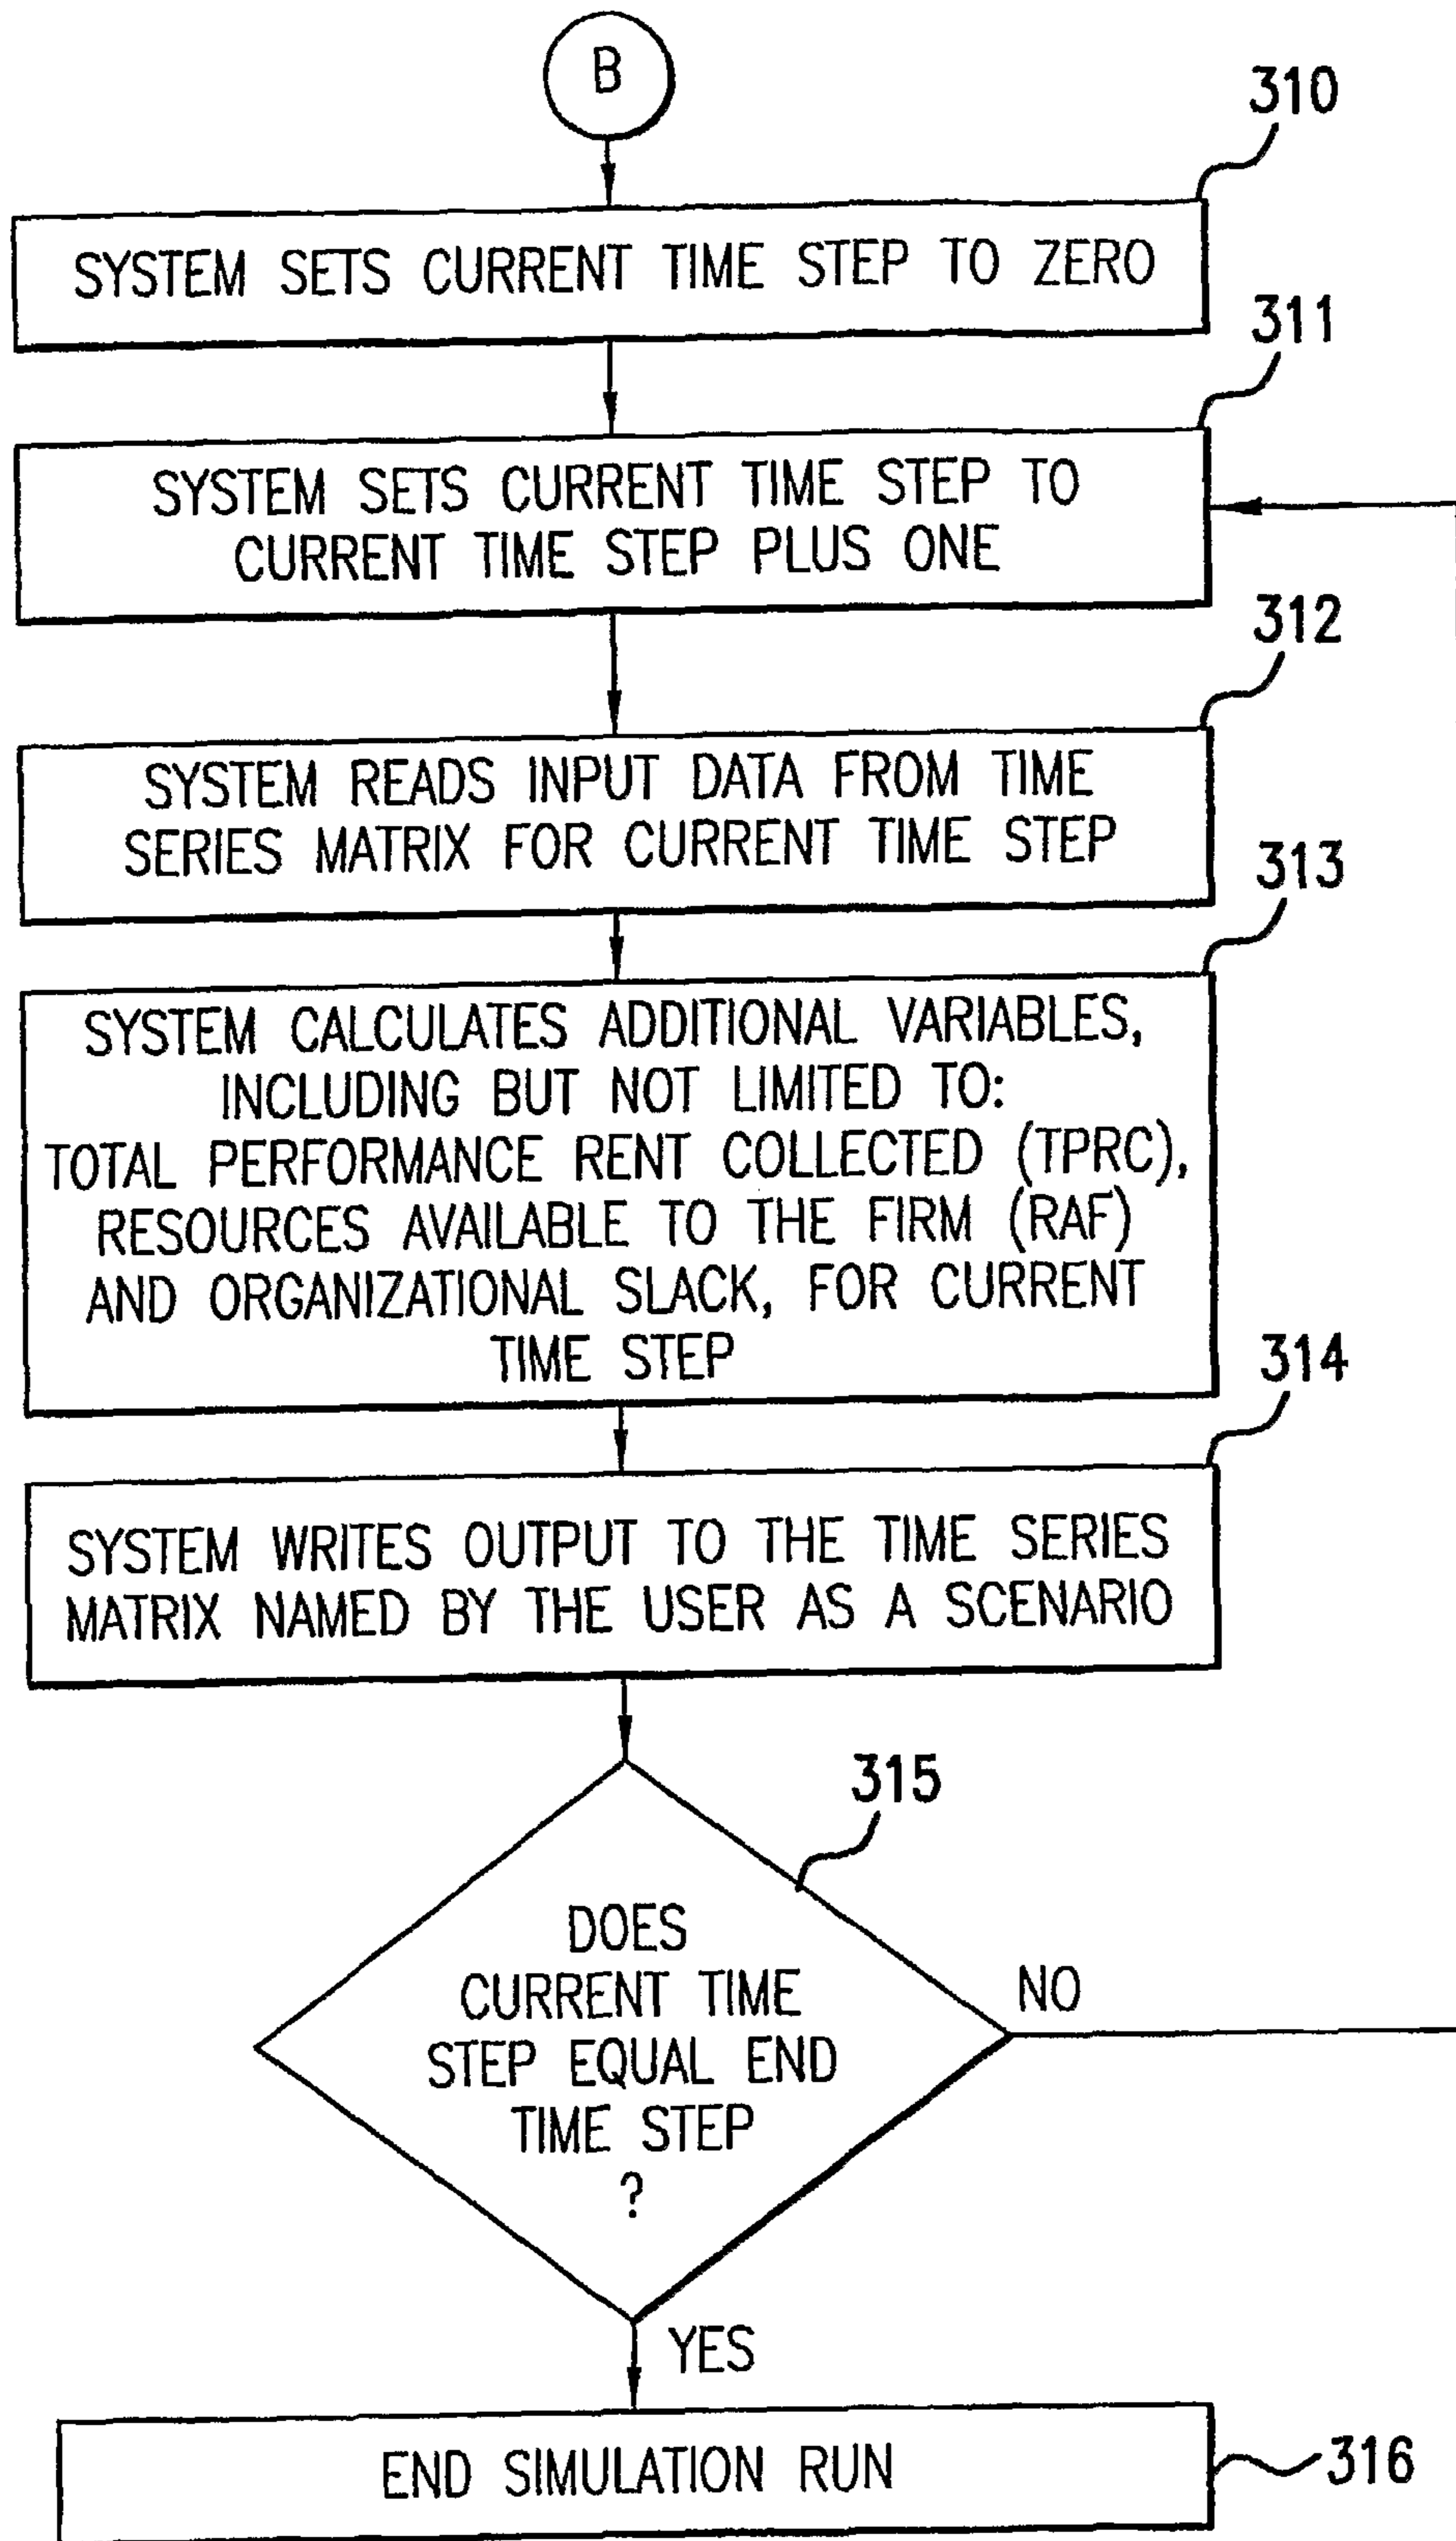 B
310
SYSTEM SETS CURRENT TIME STEP TO ZERO
311
SYSTEM SETS CURRENT TIME STEP TO
CURRENT TIME STEP PLUS ONE
312
SYSTEM READS INPUT DATA FROM TIME
SERIES MATRIX FOR CURRENT TIME STEP
313
SYSTEM CALCULATES ADDITIONAL VARIABLES,
INCLUDING BUT NOT LIMITED TO:
TOTAL PERFORMANCE RENT COLLECTED (TPRC),
RESOURCES AVAILABLE TO THE FIRM (RAF)
AND ORGANIZATIONAL SLACK, FOR CURRENT
TIME STEP
314
SYSTEM WRITES OUTPUT TO THE TIME SERIES
MATRIX NAMED BY THE USER AS A SCENARIO
315
DOES
CURRENT TIME
STEP EQUAL END
TIME STEP
?
NO
YES
END SIMULATION RUN
316